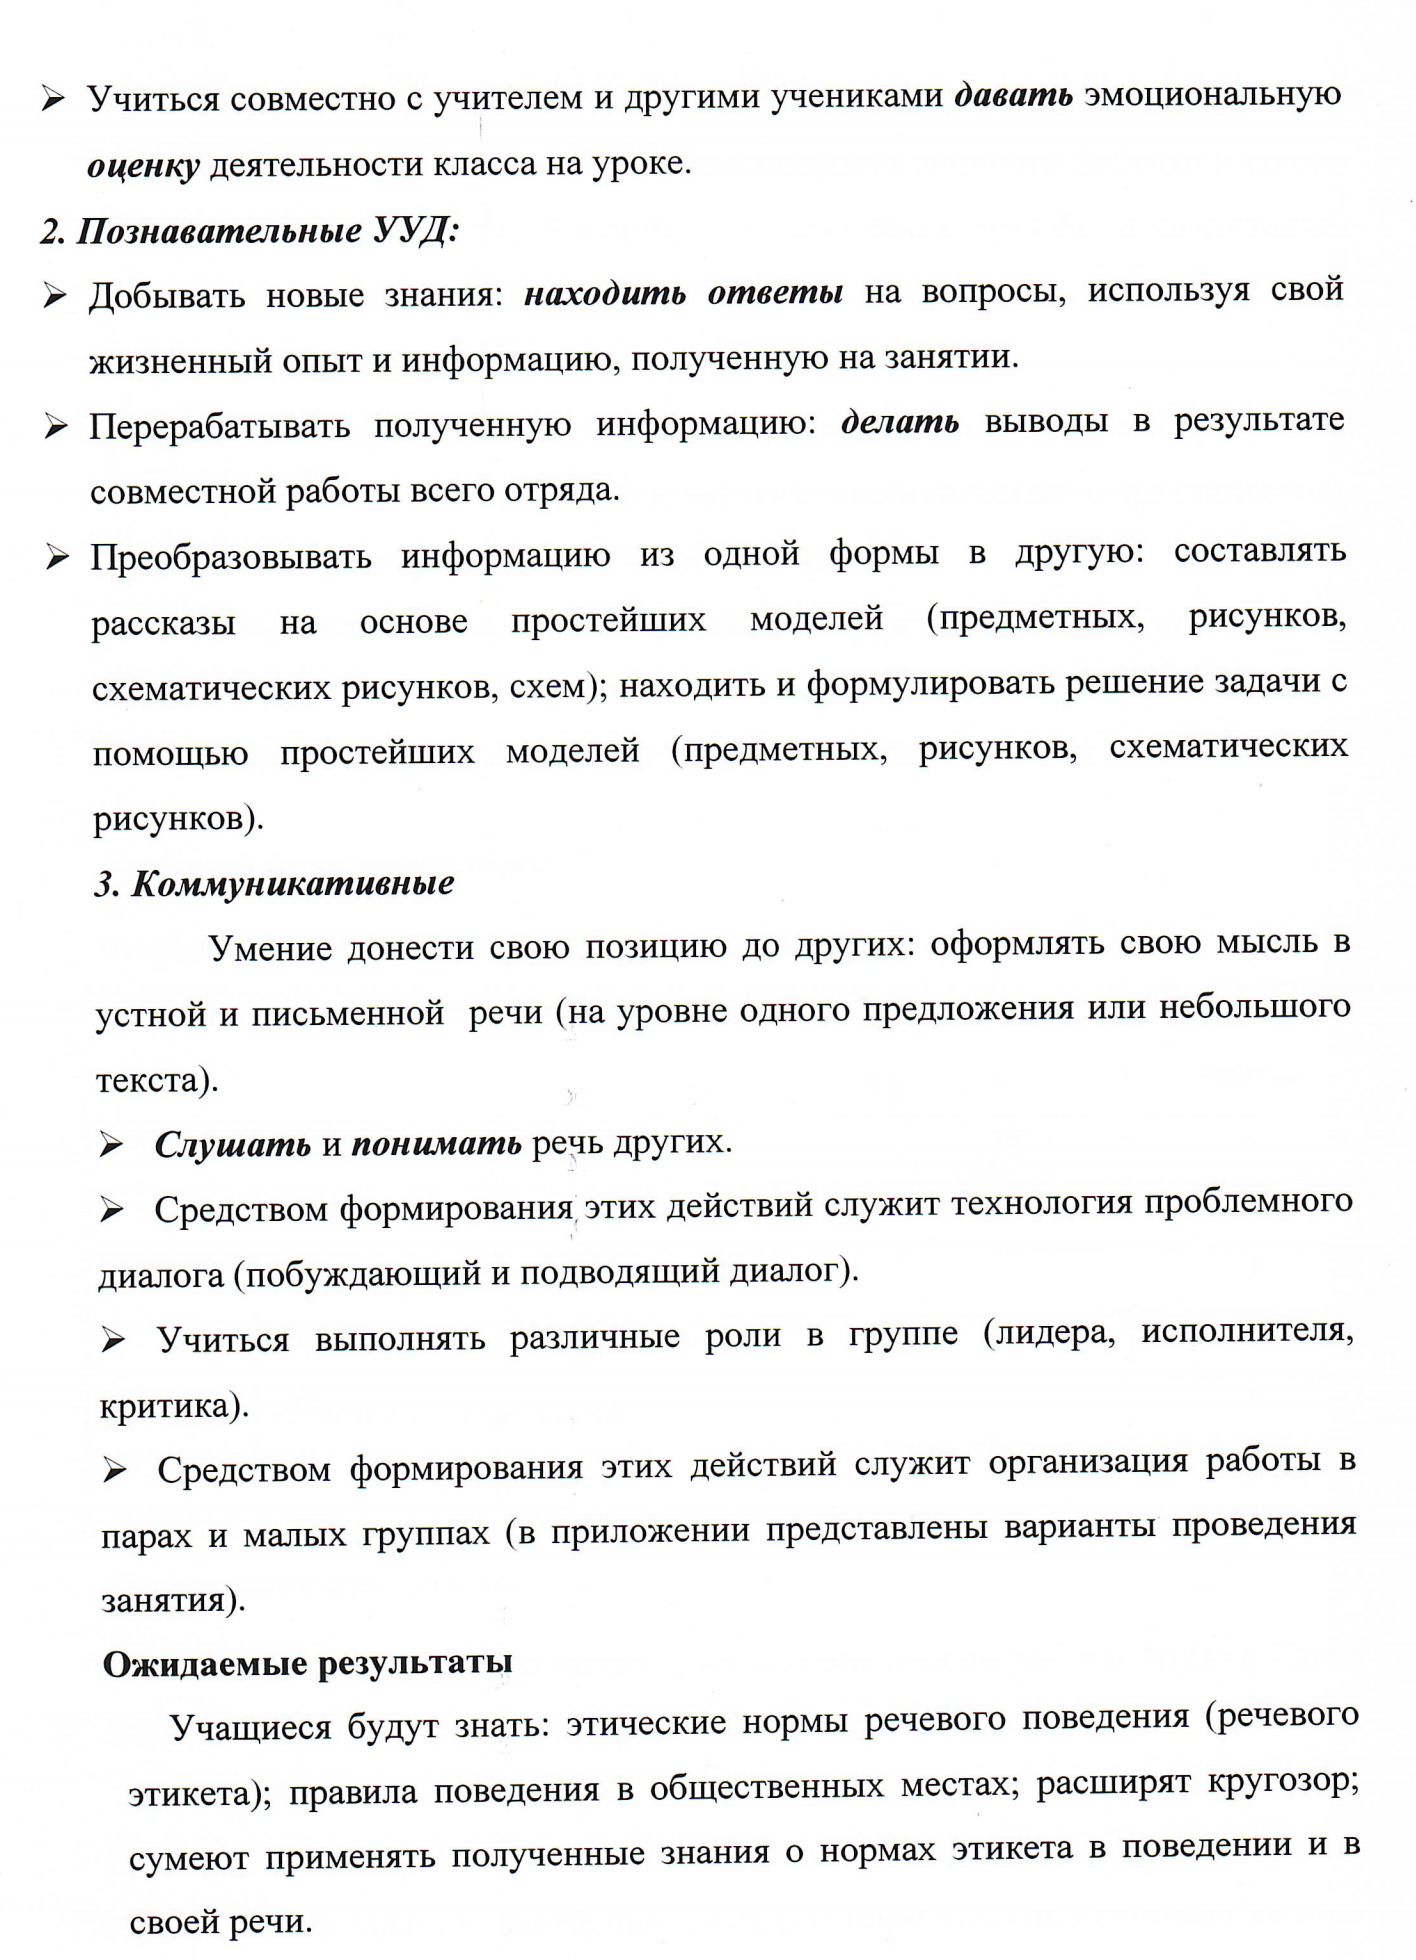 ➢ Учиться совместно с учителем и другими учениками давать эмоциональную
оценку деятельности класса на уроке.
2. Познавательные УУД:
➢ Добывать новые знания: находить ответы на вопросы, используя свой
жизненный опыт и информацию, полученную на занятии.
➢ Перерабатывать полученную информацию: делать выводы в результате
совместной работы всего отряда.
➢ Преобразовывать информацию из одной формы в другую: составлять
рассказы на основе простейших моделей (предметных, рисунков,
схематических рисунков, схем); находить и формулировать решение задачи с
помощью простейших моделей (предметных, рисунков, схематических
рисунков).
3. Коммуникативные
Умение донести свою позицию до других: оформлять свою мысль в
устной и письменной речи (на уровне одного предложения или небольшого
текста).
➢ Слушать и понимать речь других.
➢ Средством формирования этих действий служит технология проблемного
диалога (побуждающий и подводящий диалог).
➢ Учиться выполнять различные роли в группе (лидера, исполнителя,
критика).
➢ Средством формирования этих действий служит организация работы в
парах и малых группах (в приложении представлены варианты проведения
занятия).
Ожидаемые результаты
Учащиеся будут знать: этические нормы речевого поведения (речевого
этикета); правила поведения в общественных местах; расширят кругозор;
сумеют применять полученные знания о нормах этикета в поведении и в
своей речи.